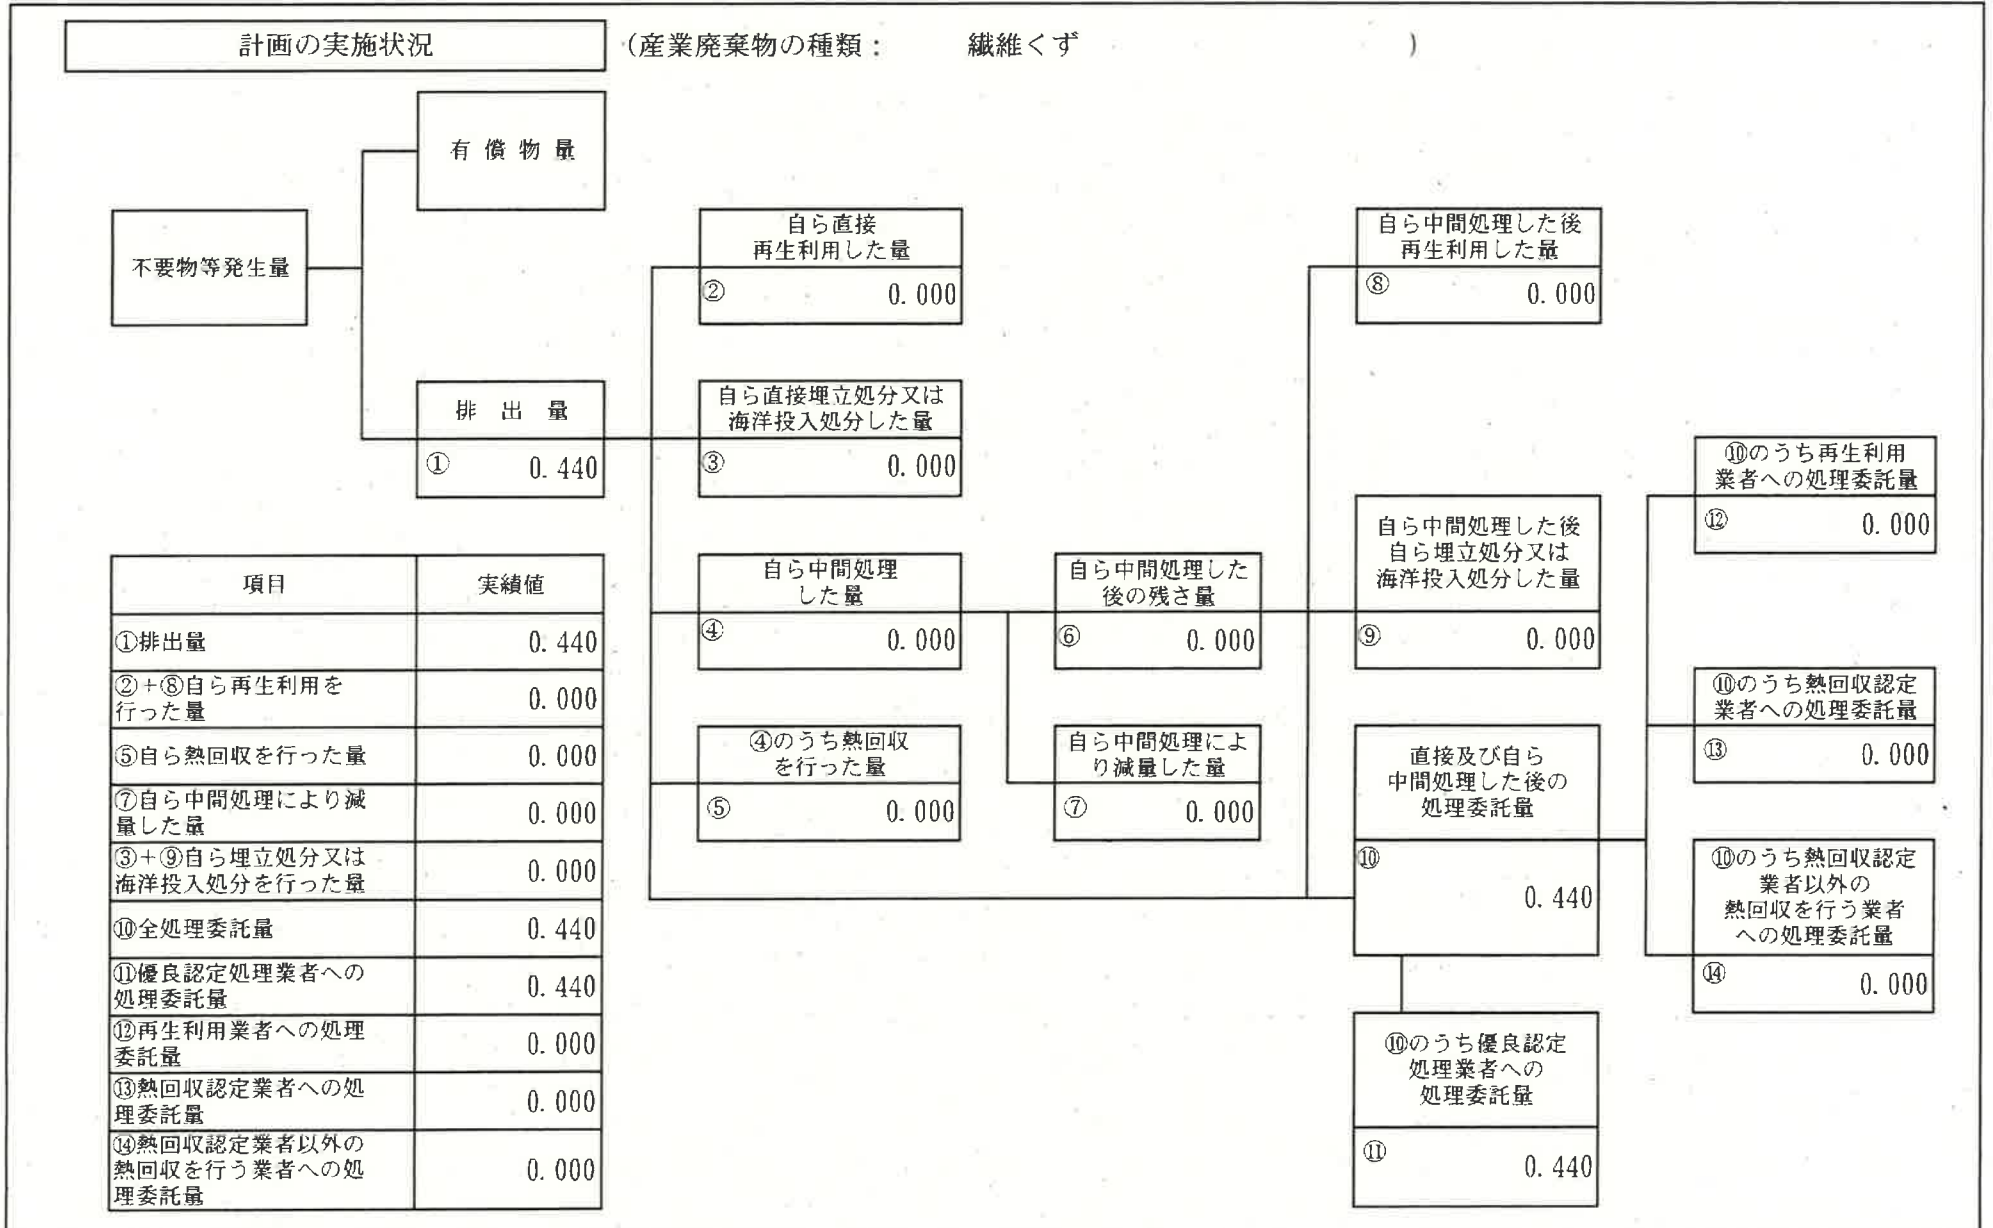 計画の実施状況
(産業廃棄物の種類： 繊維くず )
有償物量
不要物等発生量
自ら直接
再生利用した量
② 0.000
自ら中間処理した後
再生利用した量
⑧ 0.000
排出量
① 0.440
自ら直接埋立処分又は
海洋投入処分した量
③ 0.000
⑩のうち再生利用
業者への処理委託量
⑫ 0.000
自ら中間処理した後
自ら埋立処分又は
海洋投入処分した量
⑨ 0.000
自ら中間処理
した量
④ 0.000
自ら中間処理した
後の残さ量
⑥ 0.000
⑩のうち熱回収認定
業者への処理委託量
⑬ 0.000
④のうち熱回収
を行った量
⑤ 0.000
自ら中間処理によ
り減量した量
⑦ 0.000
直接及び自ら
中間処理した後の
処理委託量
⑩ 0.440
⑩のうち熱回収認定
業者以外の
熱回収を行う業者
への処理委託量
⑭ 0.000
⑩のうち優良認定
処理業者への
処理委託量
⑪ 0.440
項目 実績値
①排出量 0.440
②+⑧自ら再生利用を
行った量 0.000
⑤自ら熱回収を行った量 0.000
⑦自ら中間処理により減
量した量 0.000
③+⑨自ら埋立処分又は
海洋投入処分を行った量 0.000
⑩全処理委託量 0.440
⑪優良認定処理業者への
処理委託量 0.440
⑫再生利用業者への処理
委託量 0.000
⑬熱回収認定業者への処
理委託量 0.000
⑭熱回収認定業者以外の
熱回収を行う業者への処
理委託量 0.000